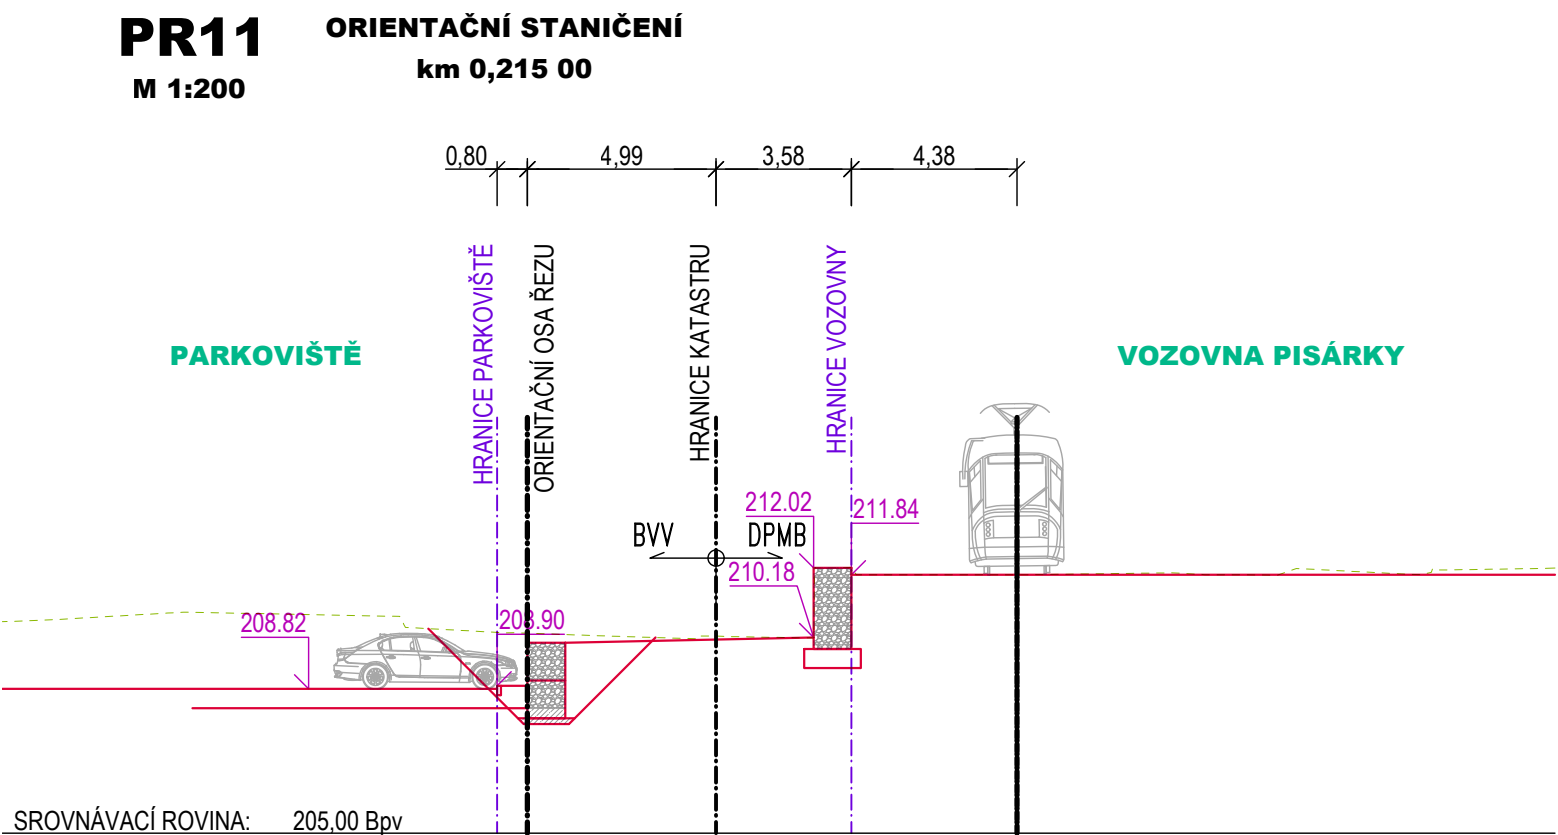 PR11
M 1:200
ORIENTAČNÍ STANIČENÍ
km 0,215 00
0,80
4,99
3,58
4,38
HRANICE PARKOVIŠTĚ
ORIENTAČNÍ OSA ŘEZU
HRANICE KATASTRU
HRANICE VOZOVNY
PARKOVIŠTĚ
VOZOVNA PISÁRKY
212.02
211.84
BVV
DPMB
210.18
208.82
208.90
SROVNÁVACÍ ROVINA: 205,00 Bpv